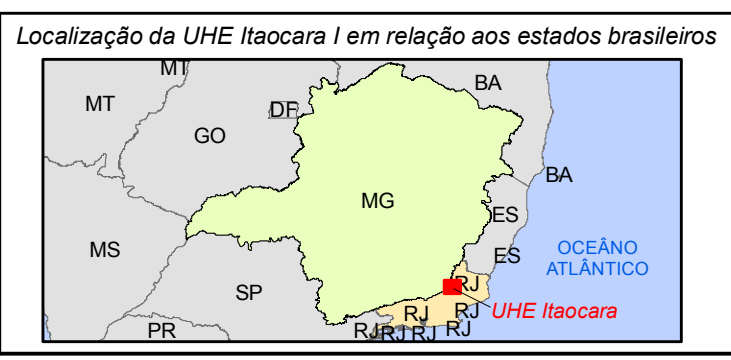 Localização da UHE Itaocara I em relação aos estados brasileiros
MT
MT
BA
DF
GO
BA
MG
ES
MS
ES
OCEÂNO
ATLÂNTICO
SP
RJ
UHE Itaocara
RJ
RJ
PR
RJ
RJ
RJ
RJ